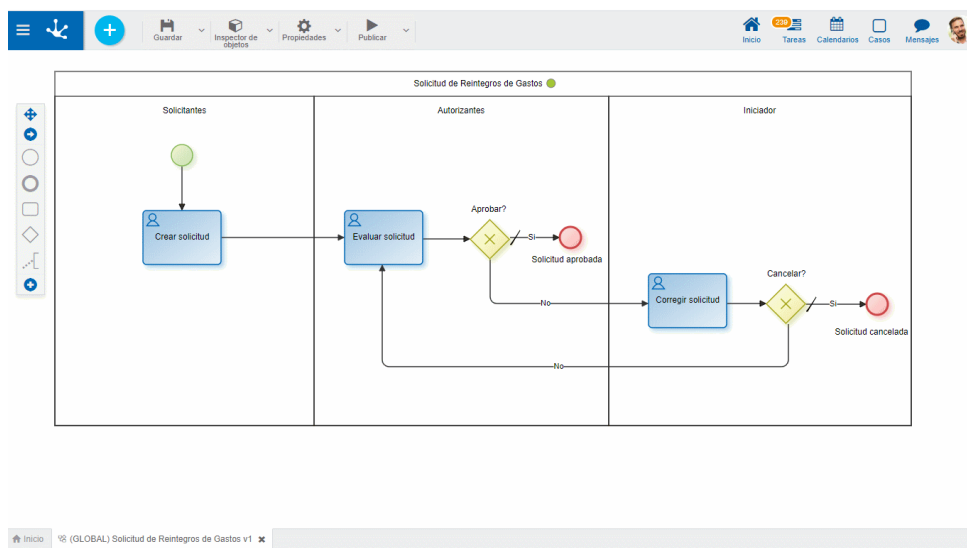 Guardar
Inspector de
objetos
Propiedades
Publicar
Inicio
239
Tareas
Calendarios
Casos
Mensajes
Solicitud de Reintegros de Gastos
Solicitantes
Autorizantes
Iniciador
Crear solicitud
Evaluar solicitud
Aprobar?
Si
Solicitud aprobada
No
Corregir solicitud
Cancelar?
Si
Solicitud cancelada
No
Inicio
(GLOBAL) Solicitud de Reintegros de Gastos v1